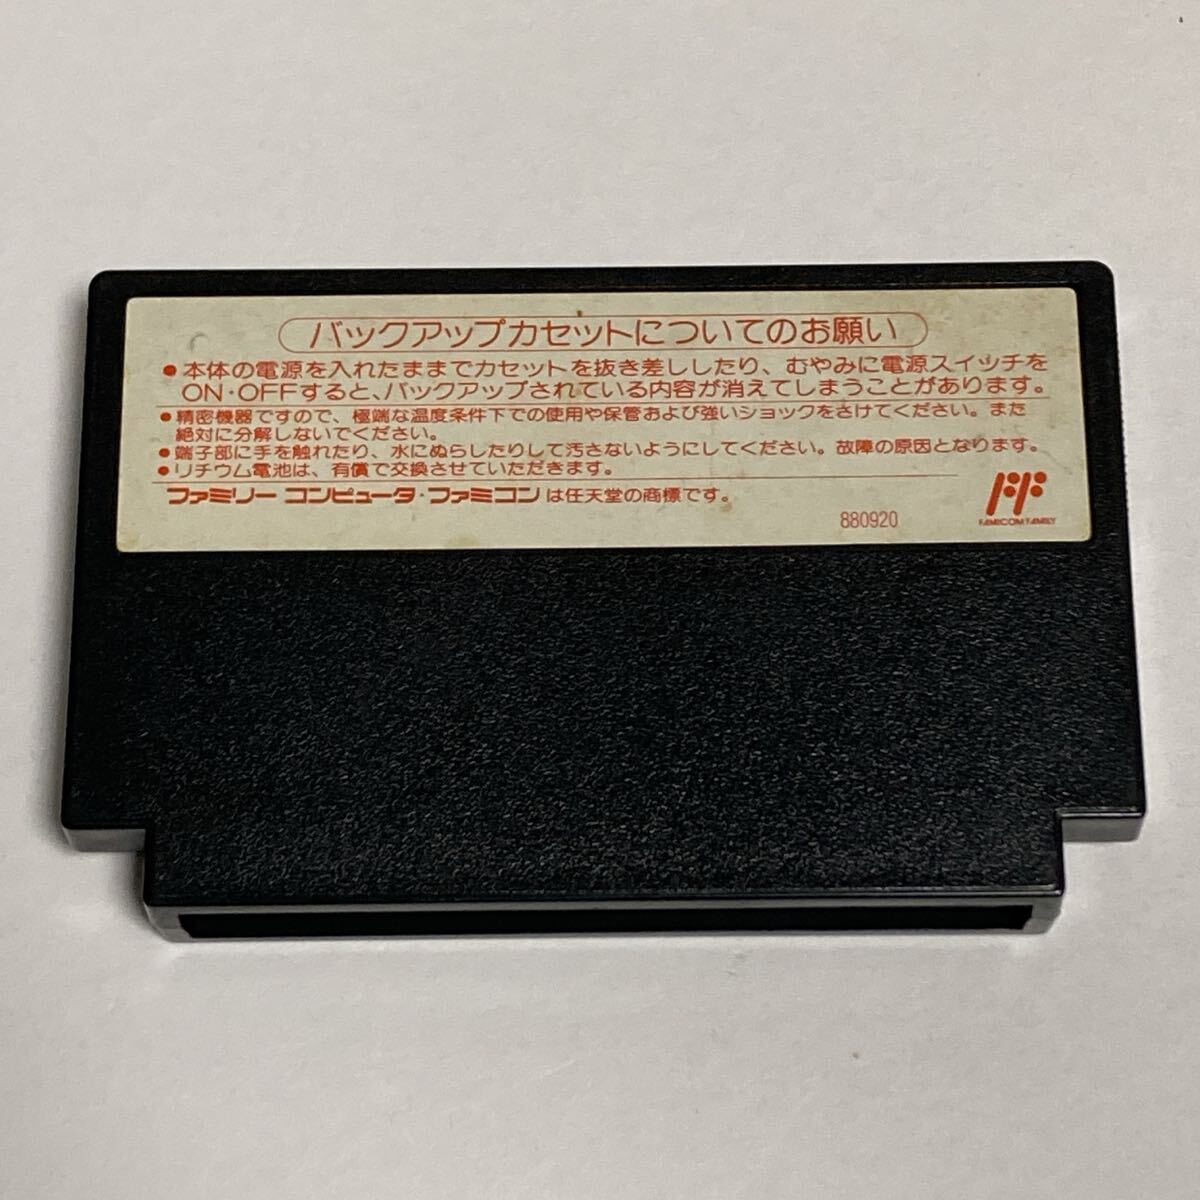 バックアップカセットについてのお願い
●本体の電源を入れたままでカセットを抜き差ししたり、むやみに電源スイッチを
ON・OFFすると、バックアップされている内容が消えてしまうことがあります。
●精密機器ですので、極端な温度条件下での使用や保管および強いショックをさけてください。また
絶対に分解しないでください。
●端子部に手を触れたり、水にぬらしたりして汚さないようにしてください。故障の原因となります。
●リチウム電池は、有償で交換させていただきます。
ファミリー コンピュータ・ファミコンは任天堂の商標です。
880920
FAMICOM FAMILY